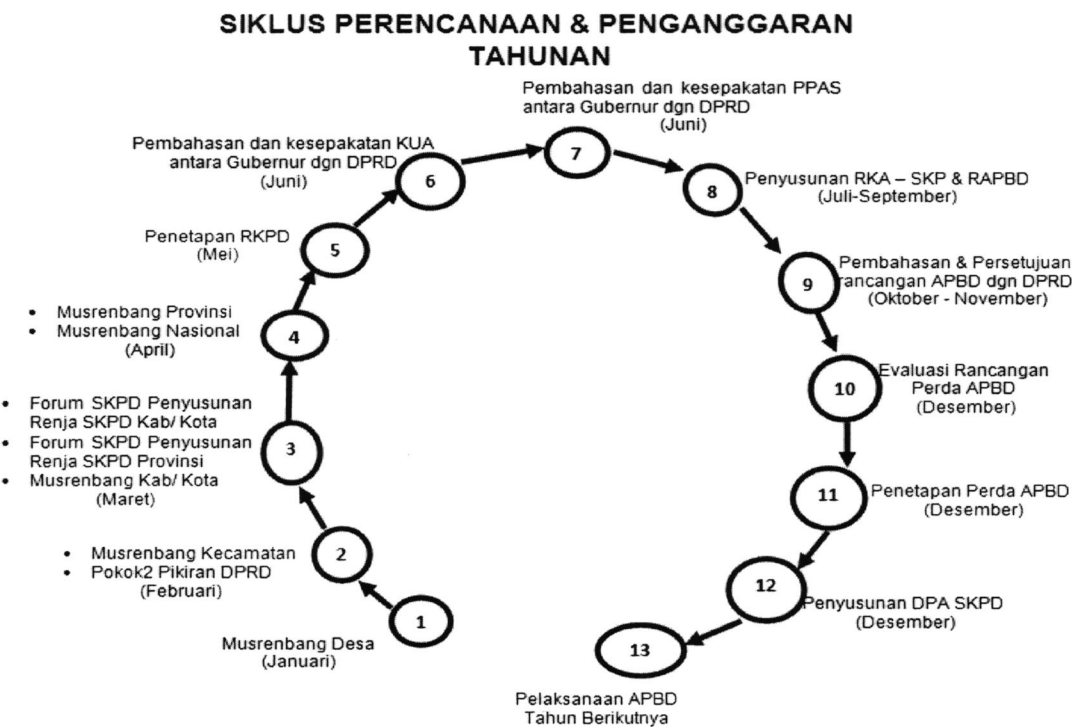 SIKLUS PERENCANAAN & PENGANGGARAN
TAHUNAN
1
Musrenbang Desa
(Januari)
2
• Musrenbang Kecamatan
• Pokok2 Pikiran DPRD
(Februari)
3
• Forum SKPD Penyusunan
Renja SKPD Kab/ Kota
• Forum SKPD Penyusunan
Renja SKPD Provinsi
• Musrenbang Kab/ Kota
(Maret)
4
• Musrenbang Provinsi
• Musrenbang Nasional
(April)
5
Penetapan RKPD
(Mei)
6
Pembahasan dan kesepakatan KUA
antara Gubernur dgn DPRD
(Juni)
7
Pembahasan dan kesepakatan PPAS
antara Gubernur dgn DPRD
(Juni)
8
Penyusunan RKA – SKP & RAPBD
(Juli-September)
9
Pembahasan & Persetujuan
rancangan APBD dgn DPRD
(Oktober - November)
10
Evaluasi Rancangan
Perda APBD
(Desember)
11
Penetapan Perda APBD
(Desember)
12
Penyusunan DPA SKPD
(Desember)
13
Pelaksanaan APBD
Tahun Berikutnya